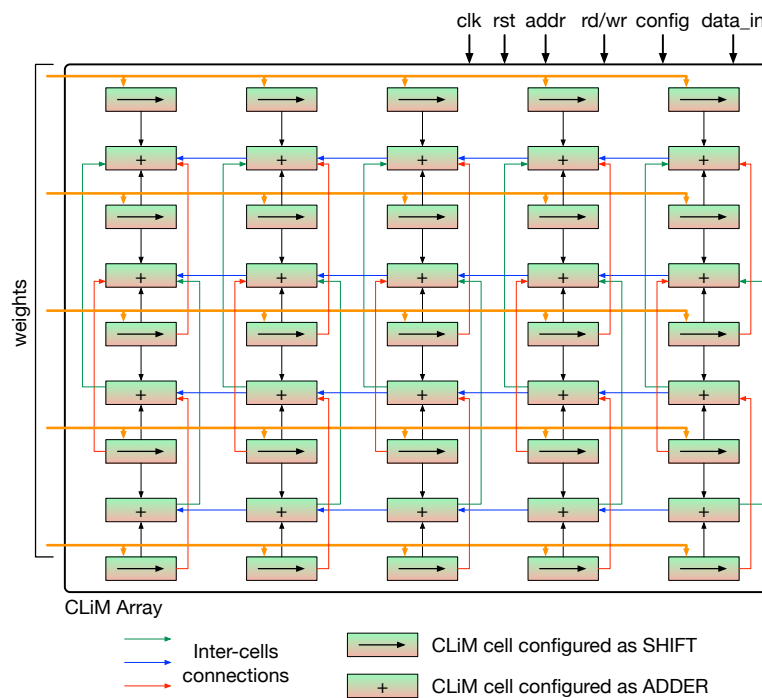 clk rst addr rd/wr config data_in
+ + + + +
+ + + + +
weights
+ + + + +
+ + + + +
CLiM Array
Inter-cells
connections
CLiM cell configured as SHIFT
+ CLiM cell configured as ADDER